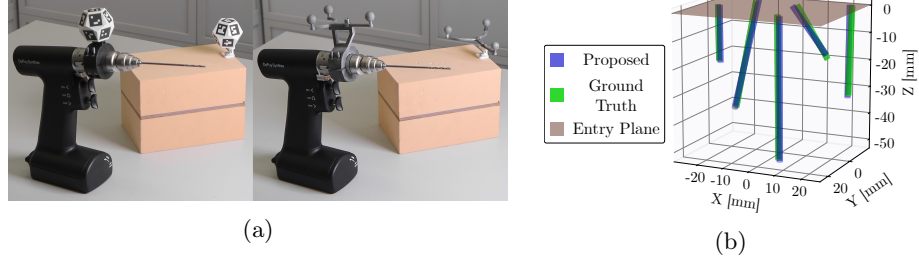 (a)
Proposed
Ground
Truth
Entry Plane
0
-10
-20
-30
-40
-50
Z [mm]
-20 -10 0 10 20
X [mm]
20 0
Y [mm]
(b)